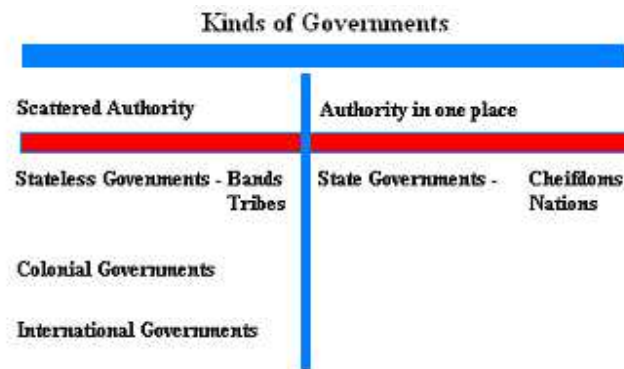 Kinds of Governments
Scattered Authority
Authority in one place
Stateless Govenments - Bands
Tribes
State Governments - Cheifdoms
Nations
Colonial Governments
International Governments